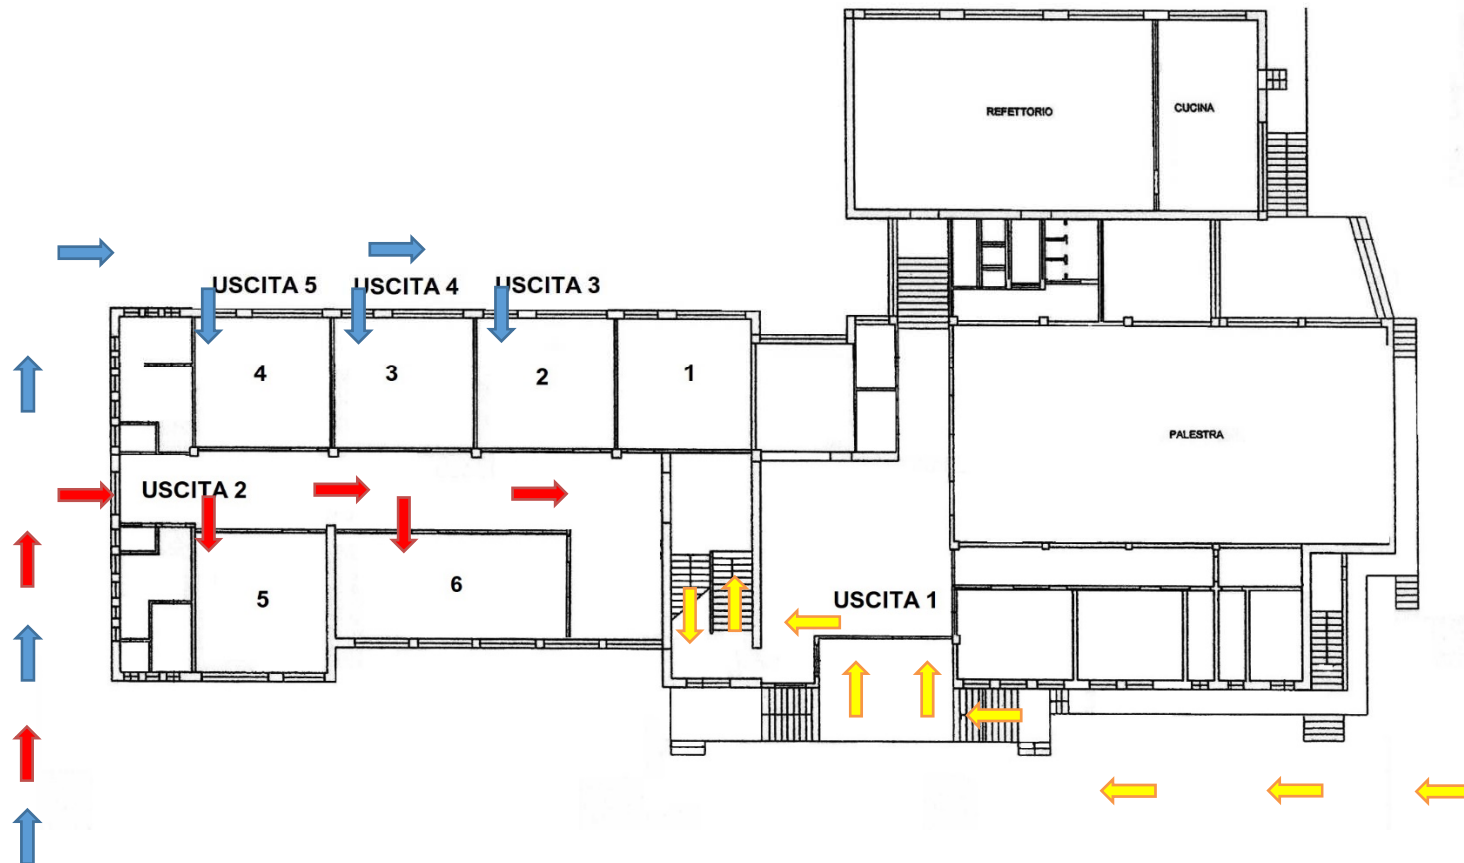 REFETTORIO
CUCINA
USCITA 5
USCITA 4
USCITA 3
4
3
2
1
PALESTRA
USCITA 2
5
6
USCITA 1